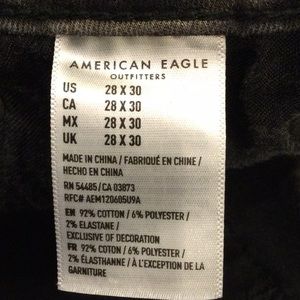 AMERICAN EAGLE
OUTFITTERS
US 28 X 30
CA 28 X 30
MX 28 X 30
UK 28 X 30
MADE IN CHINA / FABRIQUÉ EN CHINE /
HECHO EN CHINA
RN 54485/CA 03873
RFC# AEM120605U9A
EN 92% COTTON / 6% POLYESTER /
2% ELASTANE /
EXCLUSIVE OF DECORATION
FR 92% COTON / 6% POLYESTER /
2% ÉLASTHANNE / À L'EXCEPTION DE LA
GARNITURE